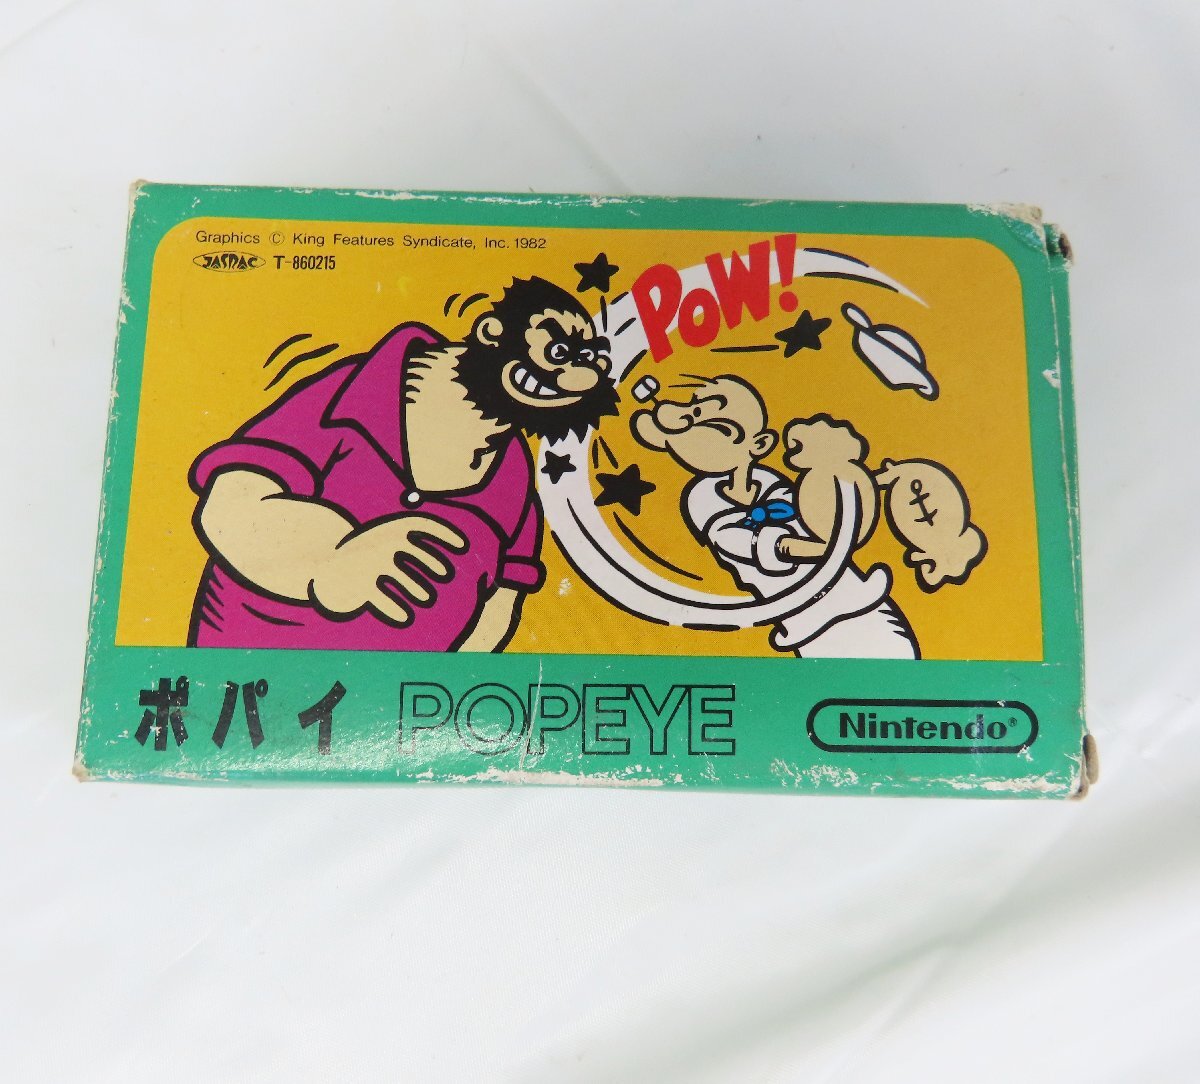 Graphics © King Features Syndicate, Inc. 1982
JASRAC T-860215
POW!
ポパイ POPEYE
Nintendo®